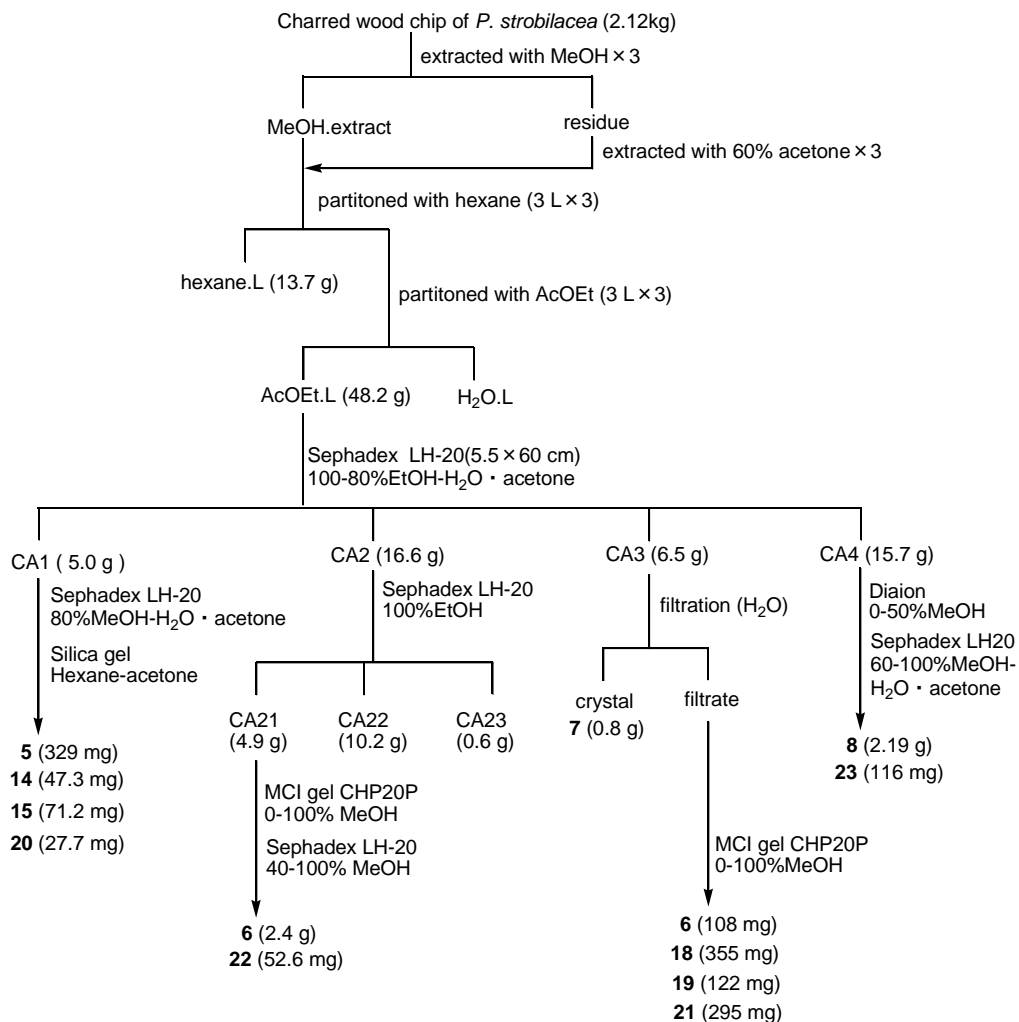 Charred wood chip of P. strobilacea (2.12kg)
extracted with MeOH×3
MeOH.extract
residue
extracted with 60% acetone×3
partitoned with hexane (3 L×3)
hexane.L (13.7 g)
partitoned with AcOEt (3 L×3)
AcOEt.L (48.2 g)
H₂O.L
Sephadex LH-20(5.5×60 cm)
100-80%EtOH-H₂O・acetone
CA1 ( 5.0 g )
CA2 (16.6 g)
CA3 (6.5 g)
CA4 (15.7 g)
Sephadex LH-20
80%MeOH-H₂O・acetone
Silica gel
Hexane-acetone
5 (329 mg)
14 (47.3 mg)
15 (71.2 mg)
20 (27.7 mg)
Sephadex LH-20
100%EtOH
CA21
(4.9 g)
CA22
(10.2 g)
CA23
(0.6 g)
MCI gel CHP20P
0-100% MeOH
Sephadex LH-20
40-100% MeOH
6 (2.4 g)
22 (52.6 mg)
filtration (H₂O)
crystal
7 (0.8 g)
filtrate
MCI gel CHP20P
0-100%MeOH
6 (108 mg)
18 (355 mg)
19 (122 mg)
21 (295 mg)
Diaion
0-50%MeOH
Sephadex LH20
60-100%MeOH-
H₂O・acetone
8 (2.19 g)
23 (116 mg)